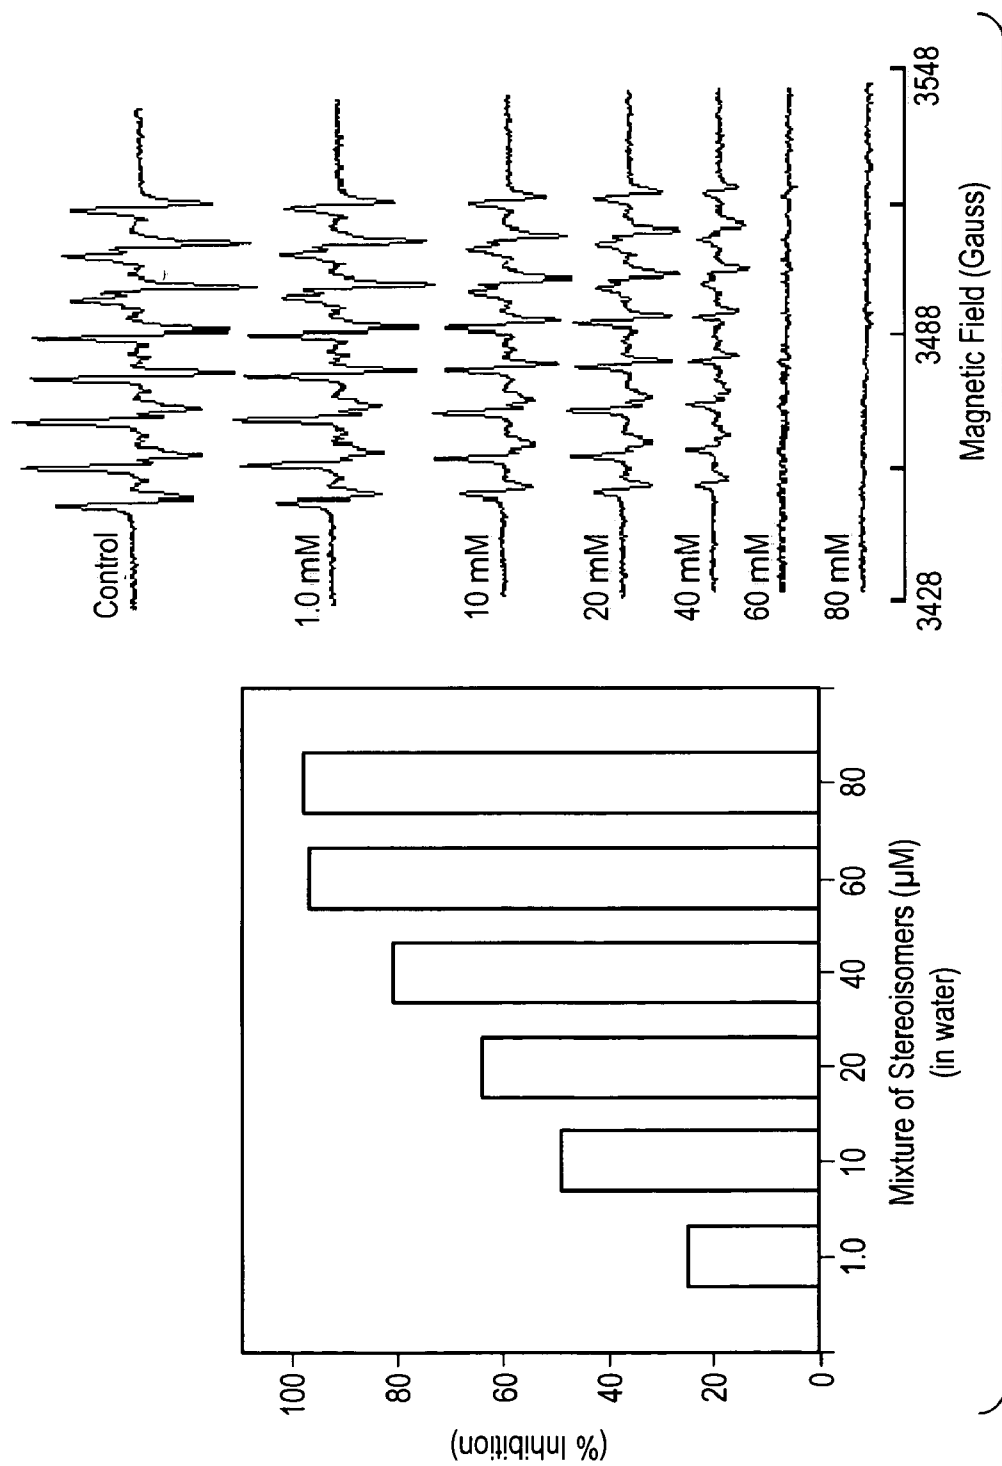 (% Inhibition)
100
80
60
40
20
0
1.0
10
20
40
60
80
Mixture of Stereoisomers (µM)
(in water)
Control
1.0 mM
10 mM
20 mM
40 mM
60 mM
80 mM
3428
3488
3548
Magnetic Field (Gauss)